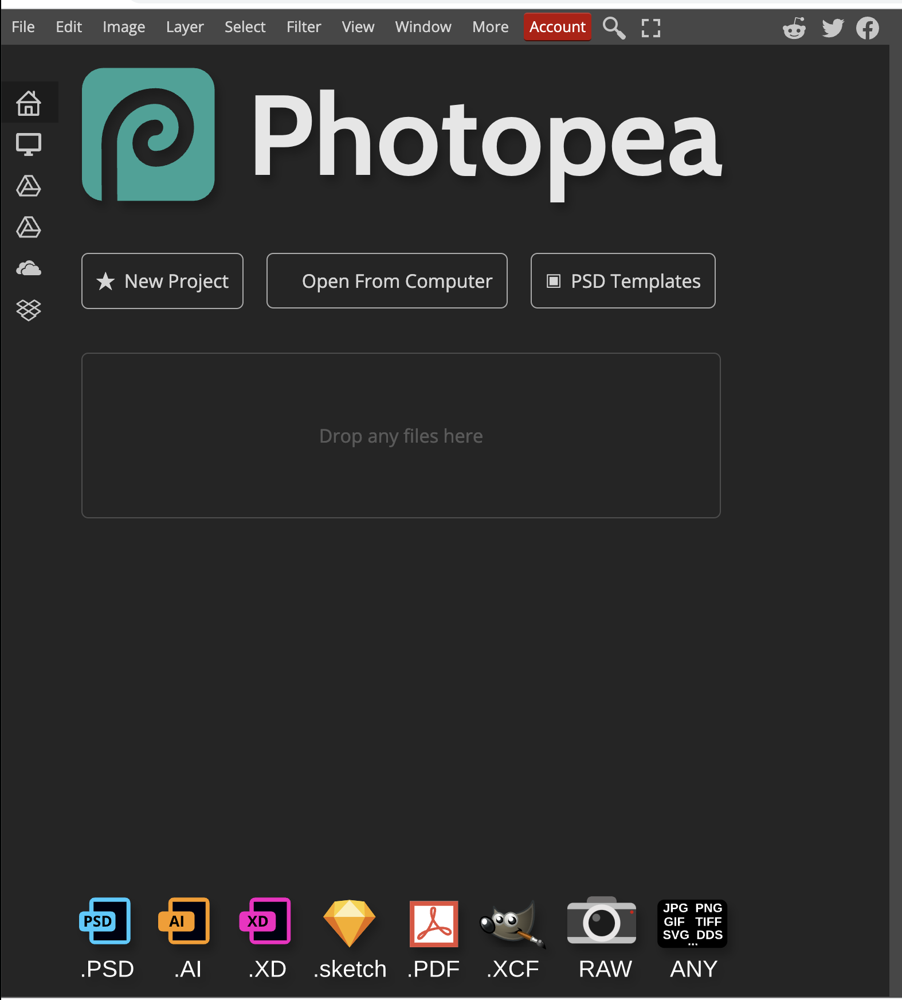 File Edit Image Layer Select Filter View Window More Account
Photopea
★ New Project
Open From Computer
▣ PSD Templates
Drop any files here
PSD
AI
XD
JPG PNG
GIF TIFF
SVG DDS
...
.PSD .AI .XD .sketch .PDF .XCF RAW ANY